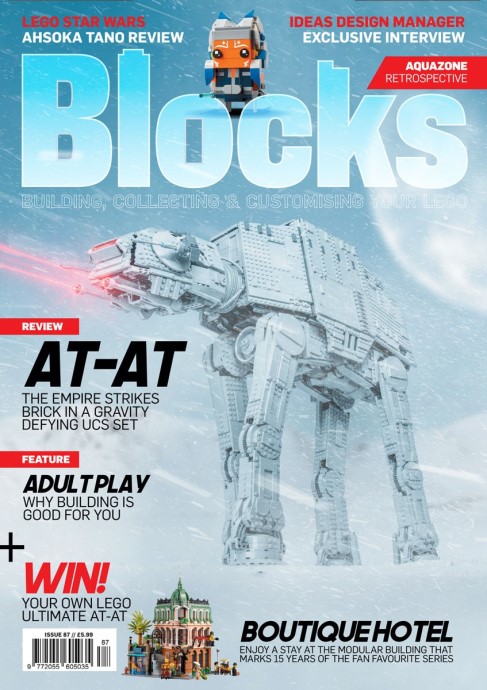 LEGO STAR WARS
AHSOKA TANO REVIEW
IDEAS DESIGN MANAGER
EXCLUSIVE INTERVIEW
AQUAZONE
RETROSPECTIVE
Blocks
BUILDING, COLLECTING & CUSTOMISING YOUR LEGO
REVIEW
AT-AT
THE EMPIRE STRIKES
BRICK IN A GRAVITY
DEFYING UCS SET
FEATURE
ADULT PLAY
WHY BUILDING IS
GOOD FOR YOU
+
WIN!
YOUR OWN LEGO
ULTIMATE AT-AT
ISSUE 87 // £5.99
87
9 772055 605035
BOUTIQUE HOTEL
ENJOY A STAY AT THE MODULAR BUILDING THAT
MARKS 15 YEARS OF THE FAN FAVOURITE SERIES